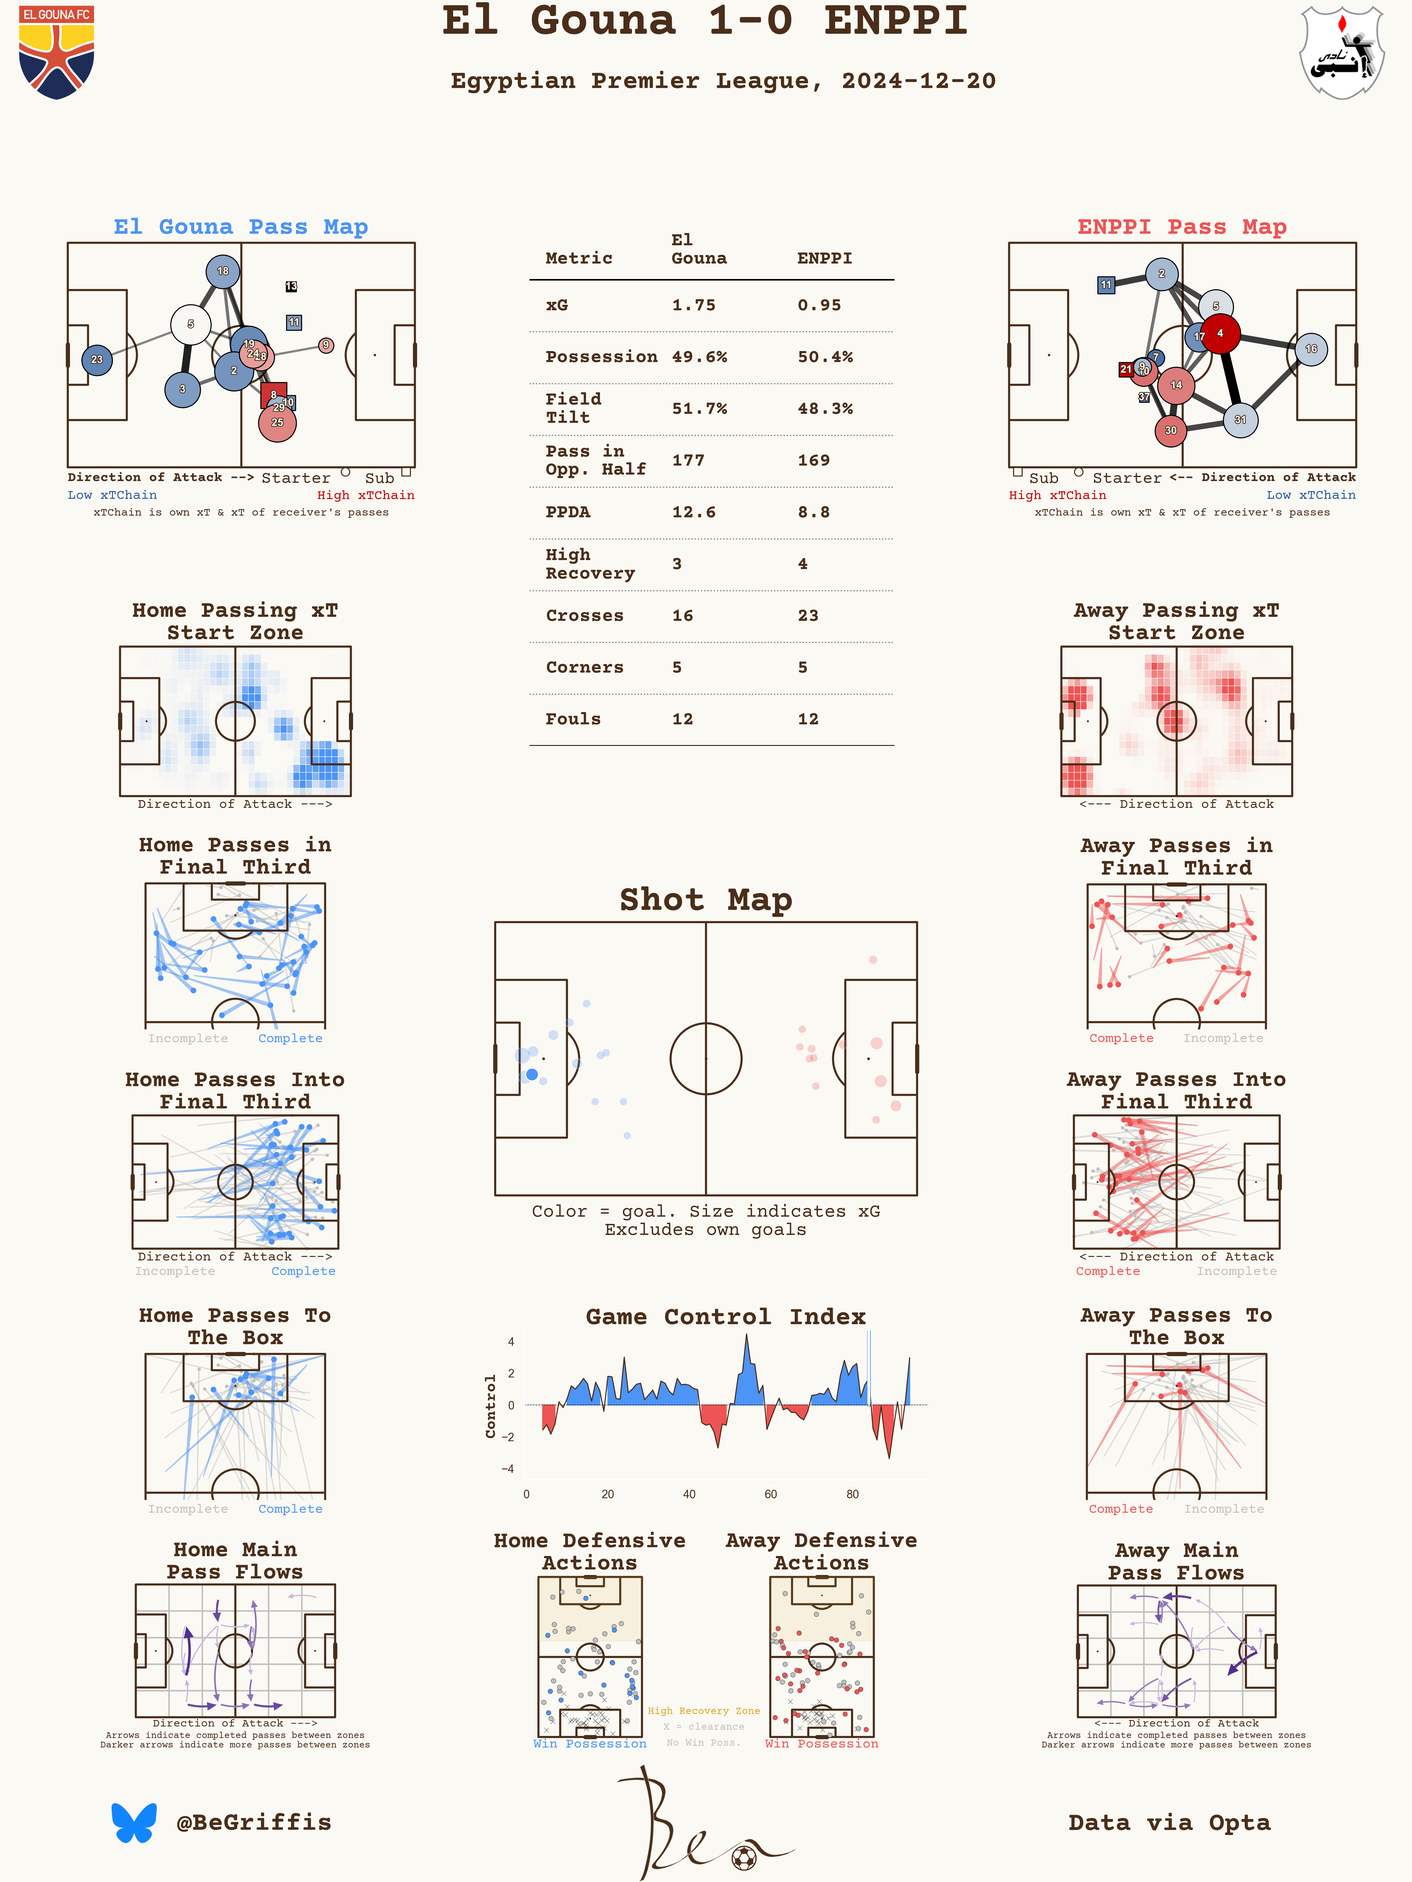 El Gouna 1-0 ENPPI
Egyptian Premier League, 2024-12-20
EL GOUNA FC
نادي
إنبي
El Gouna Pass Map
18
13
5
11
19
24
18
9
23
2
3
8
10
29
25
Direction of Attack --> Starter Sub
Low xTChain High xTChain
xTChain is own xT & xT of receiver's passes
Metric El Gouna ENPPI
xG 1.75 0.95
Possession 49.6% 50.4%
Field Tilt 51.7% 48.3%
Pass in Opp. Half 177 169
PPDA 12.6 8.8
High Recovery 3 4
Crosses 16 23
Corners 5 5
Fouls 12 12
ENPPI Pass Map
2
11
5
17
4
16
7
9
21
14
37
31
30
Sub Starter <-- Direction of Attack
High xTChain Low xTChain
xTChain is own xT & xT of receiver's passes
Home Passing xT
Start Zone
Direction of Attack --->
Away Passing xT
Start Zone
<--- Direction of Attack
Home Passes in
Final Third
Incomplete Complete
Away Passes in
Final Third
Complete Incomplete
Shot Map
Color = goal. Size indicates xG
Excludes own goals
Home Passes Into
Final Third
Direction of Attack --->
Incomplete Complete
Away Passes Into
Final Third
<--- Direction of Attack
Complete Incomplete
Home Passes To
The Box
Incomplete Complete
Game Control Index
Control
4
2
0
−2
−4
0 20 40 60 80
Away Passes To
The Box
Complete Incomplete
Home Main
Pass Flows
Direction of Attack --->
Arrows indicate completed passes between zones
Darker arrows indicate more passes between zones
Home Defensive
Actions
Win Possession
High Recovery Zone
X = clearance
No Win Poss.
Away Defensive
Actions
Win Possession
Away Main
Pass Flows
<--- Direction of Attack
Arrows indicate completed passes between zones
Darker arrows indicate more passes between zones
@BeGriffis
Ben
Data via Opta